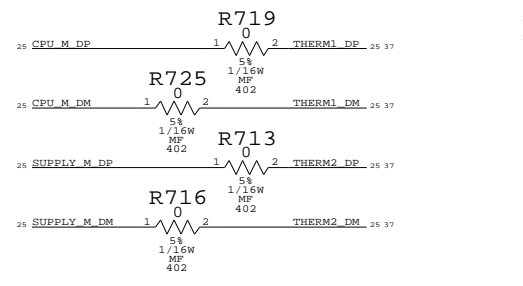 R719
0
25 CPU_M_DP 1 2 THERM1_DP 25 37
5%
1/16W
MF
402
R725
0
25 CPU_M_DM 1 2 THERM1_DM 25 37
5%
1/16W
MF
402
R713
0
25 SUPPLY_M_DP 1 2 THERM2_DP 25 37
5%
1/16W
MF
402
R716
0
25 SUPPLY_M_DM 1 2 THERM2_DM 25 37
5%
1/16W
MF
402